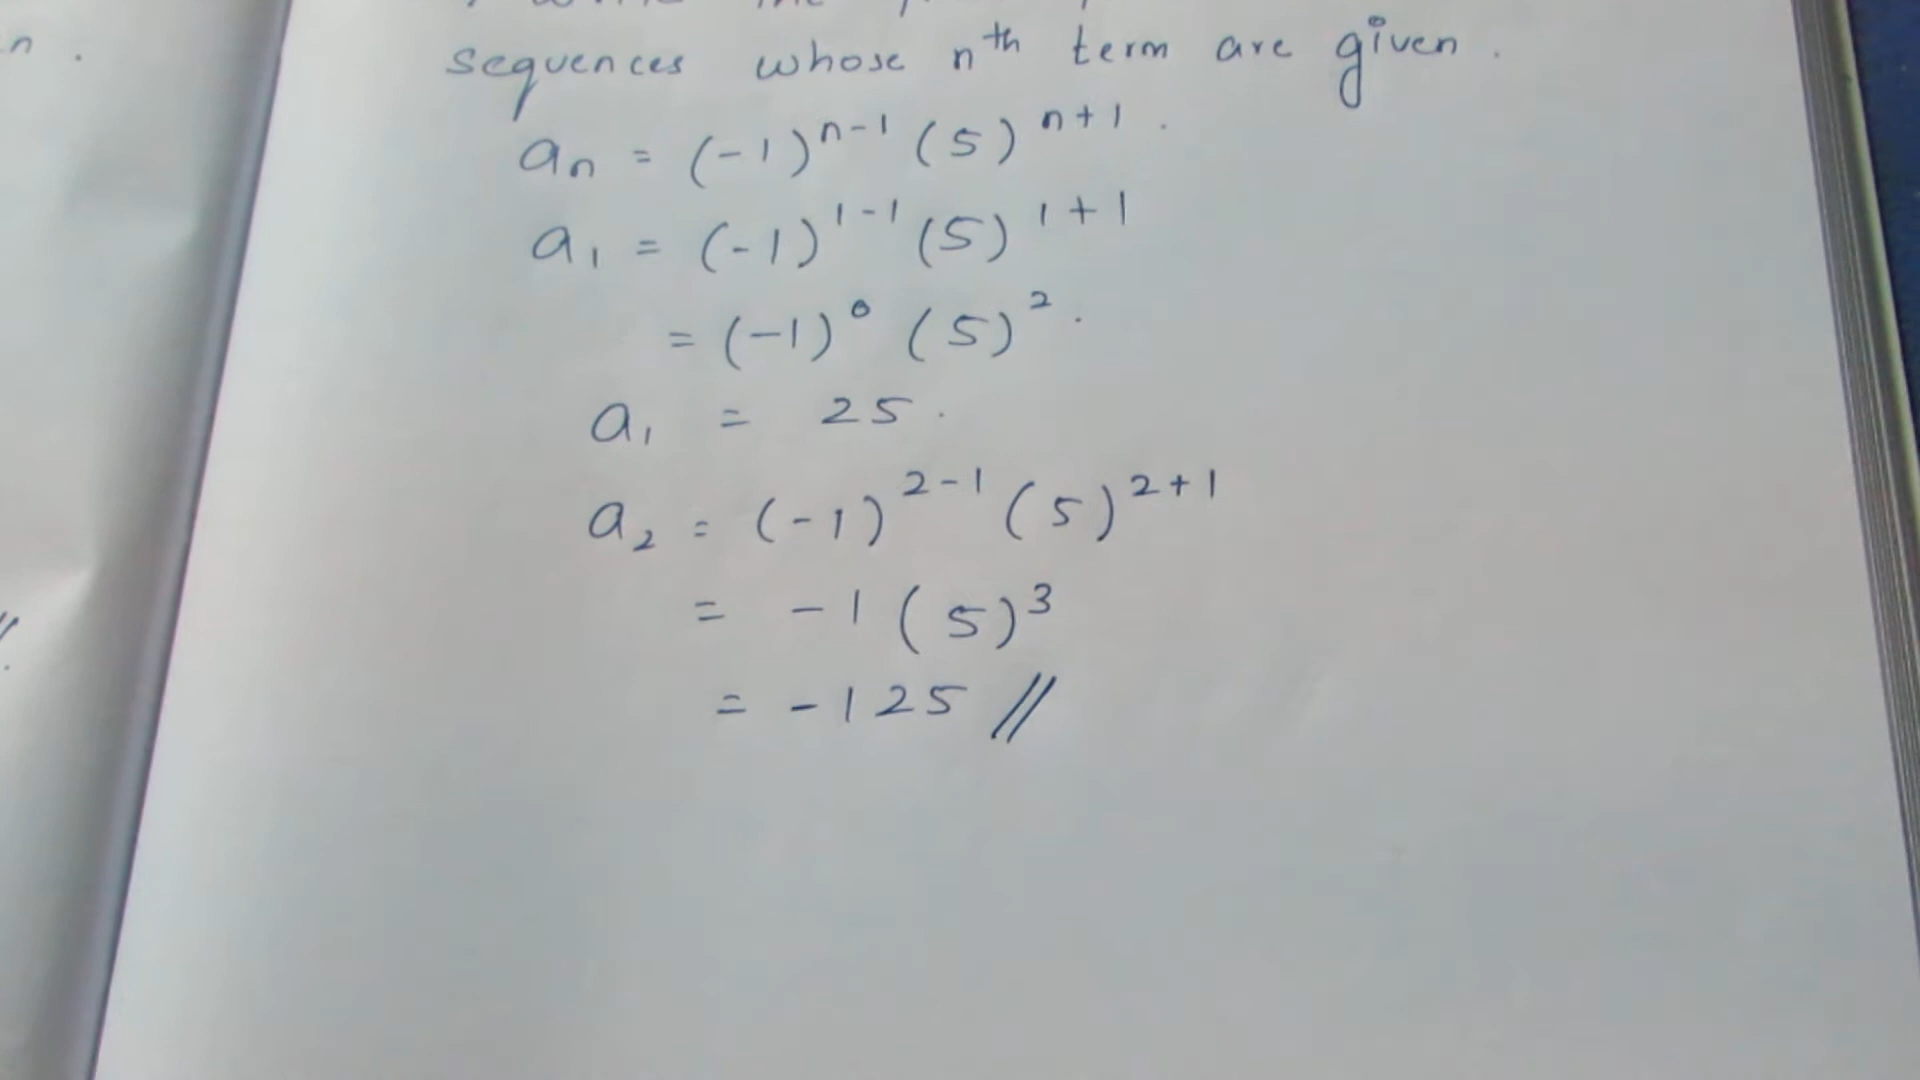 n .
sequences whose nᵗʰ term are given .
aₙ = (-1)ⁿ⁻¹ (5)ⁿ⁺¹ .
a₁ = (-1)¹⁻¹ (5)¹⁺¹
= (-1)⁰ (5)² .
a₁ = 25 .
a₂ = (-1)²⁻¹ (5)²⁺¹
= -1 (5)³
= -125 //